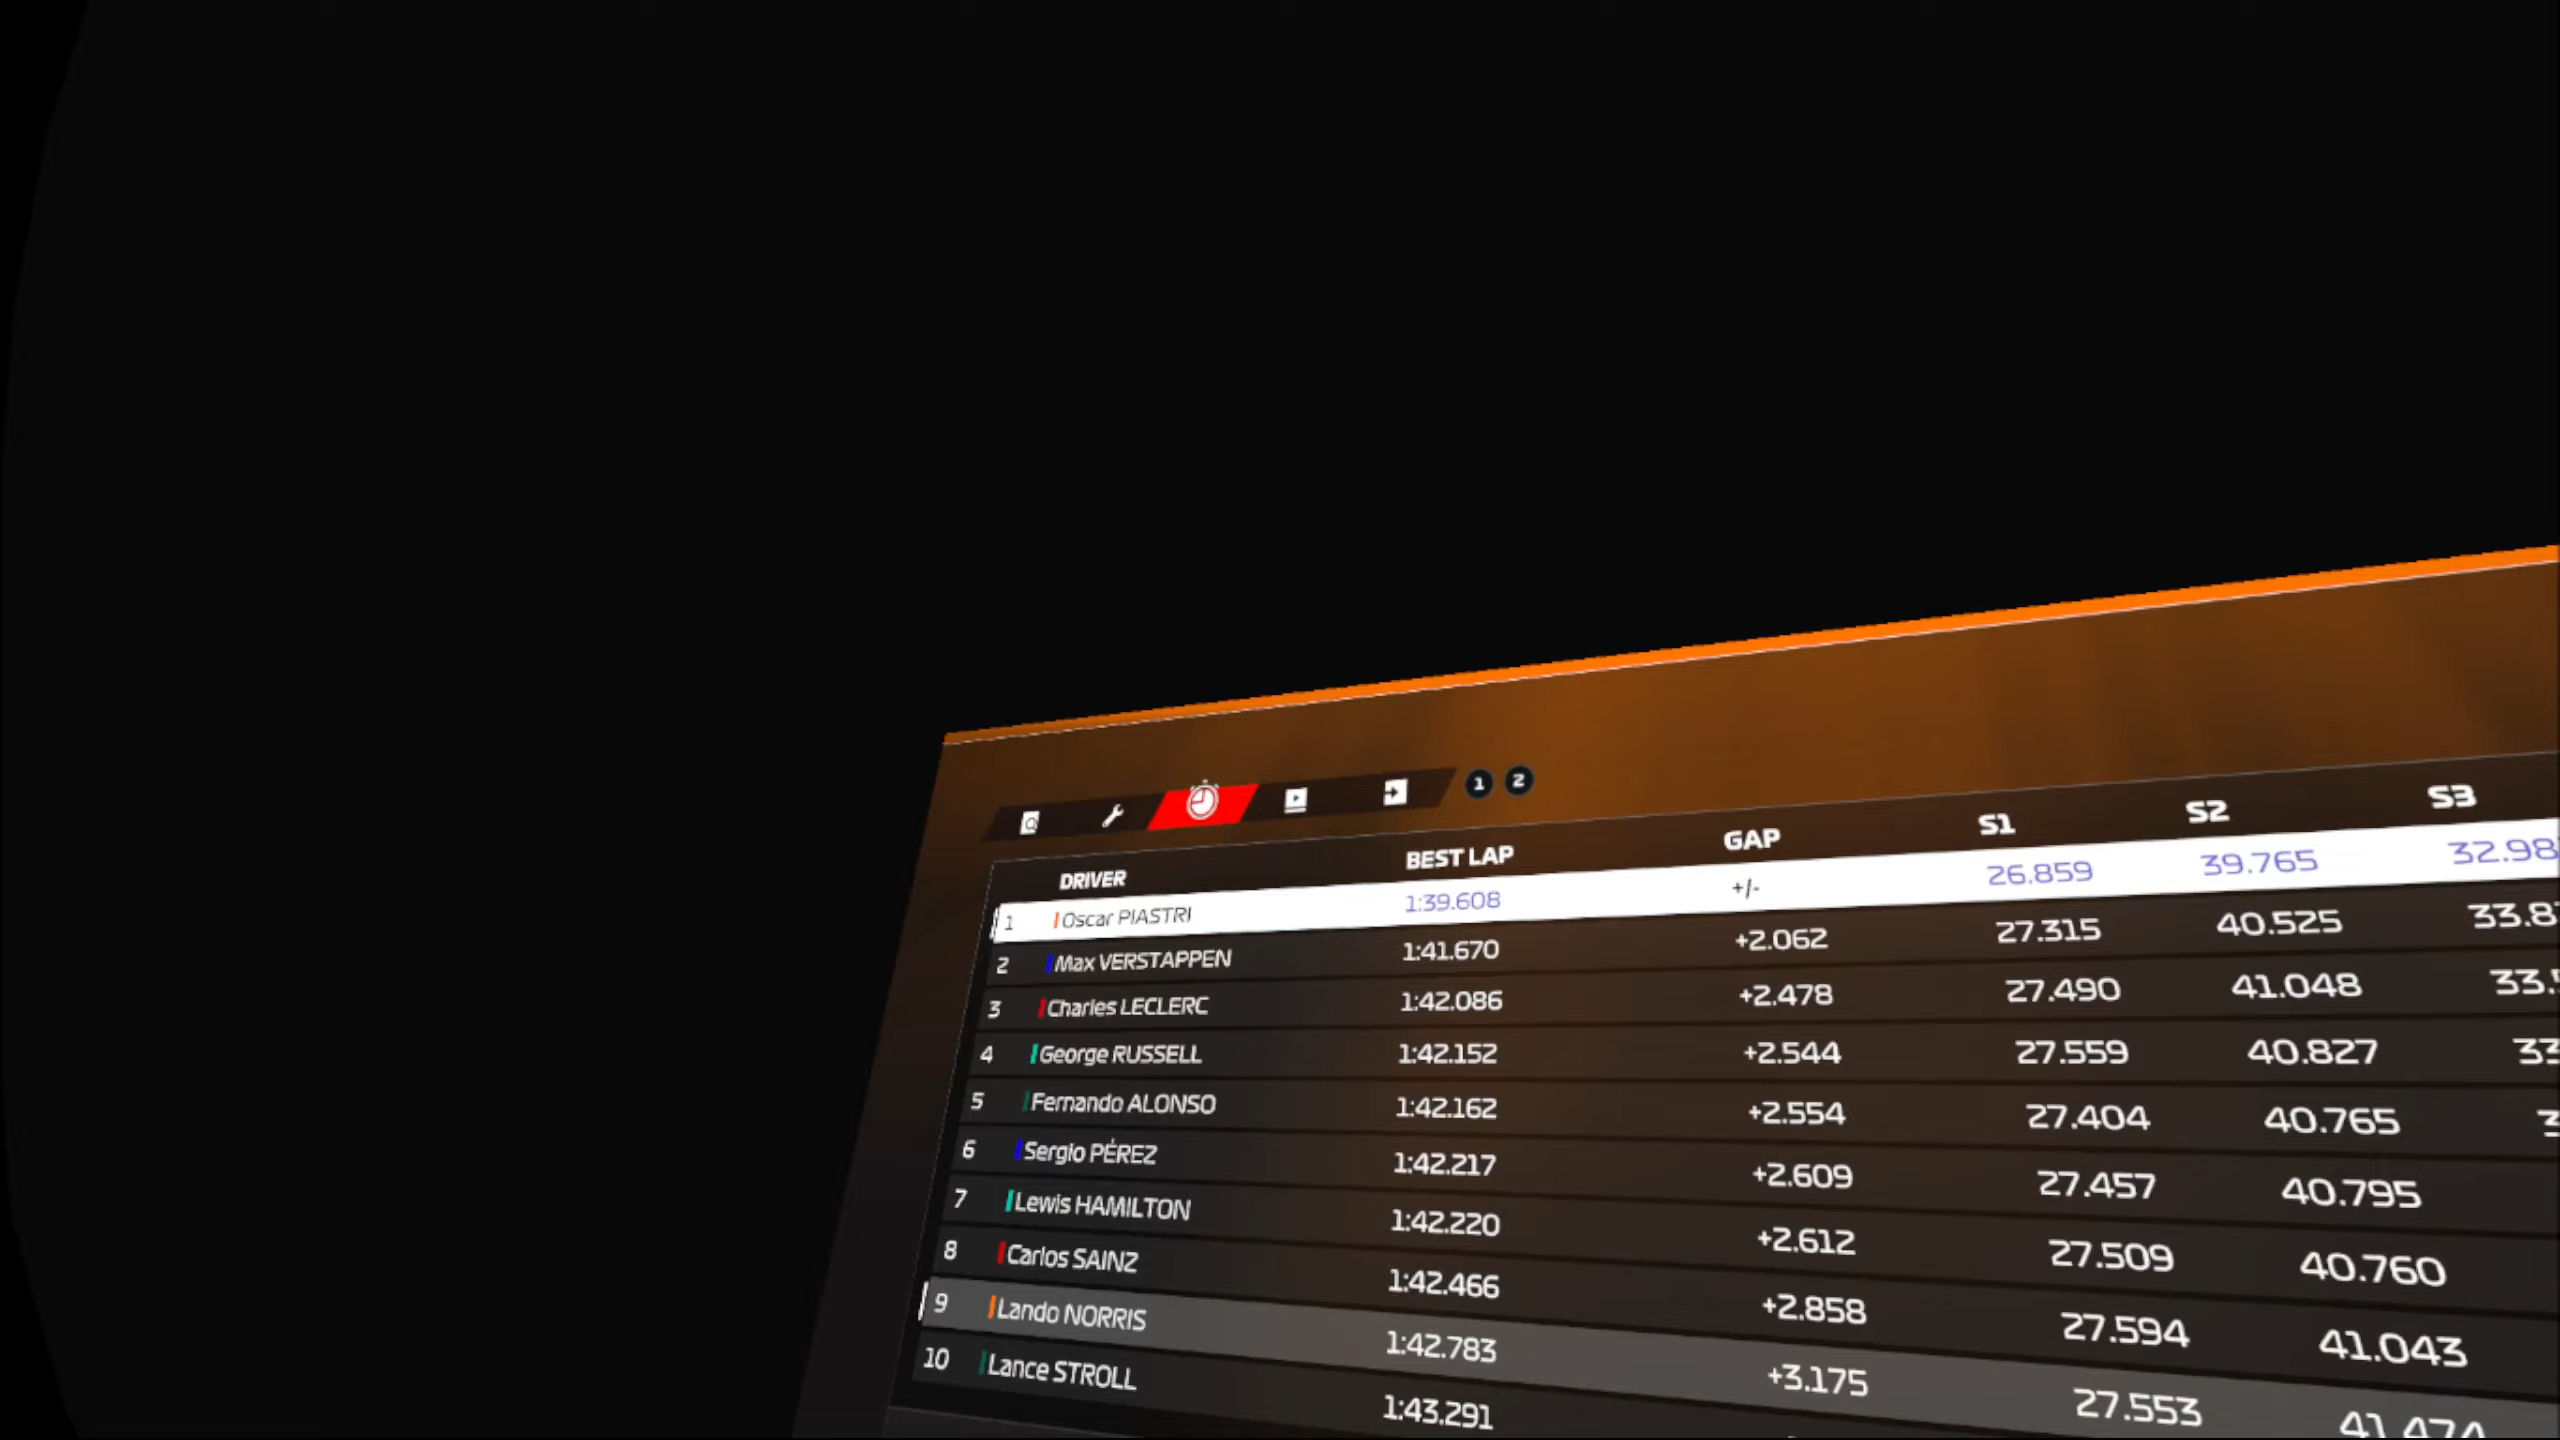 1 2
DRIVER BEST LAP GAP S1 S2 S3
1 Oscar PIASTRI 1:39.608 +/- 26.859 39.765
2 Max VERSTAPPEN 1:41.670 +2.062 27.315 40.525
3 Charles LECLERC 1:42.086 +2.478 27.490 41.048
4 George RUSSELL 1:42.152 +2.544 27.559 40.827
5 Fernando ALONSO 1:42.162 +2.554 27.404 40.765
6 Sergio PÉREZ 1:42.217 +2.609 27.457 40.795
7 Lewis HAMILTON 1:42.220 +2.612 27.509 40.760
8 Carlos SAINZ 1:42.466 +2.858 27.594 41.043
9 Lando NORRIS 1:42.783 +3.175 27.553
10 Lance STROLL 1:43.291